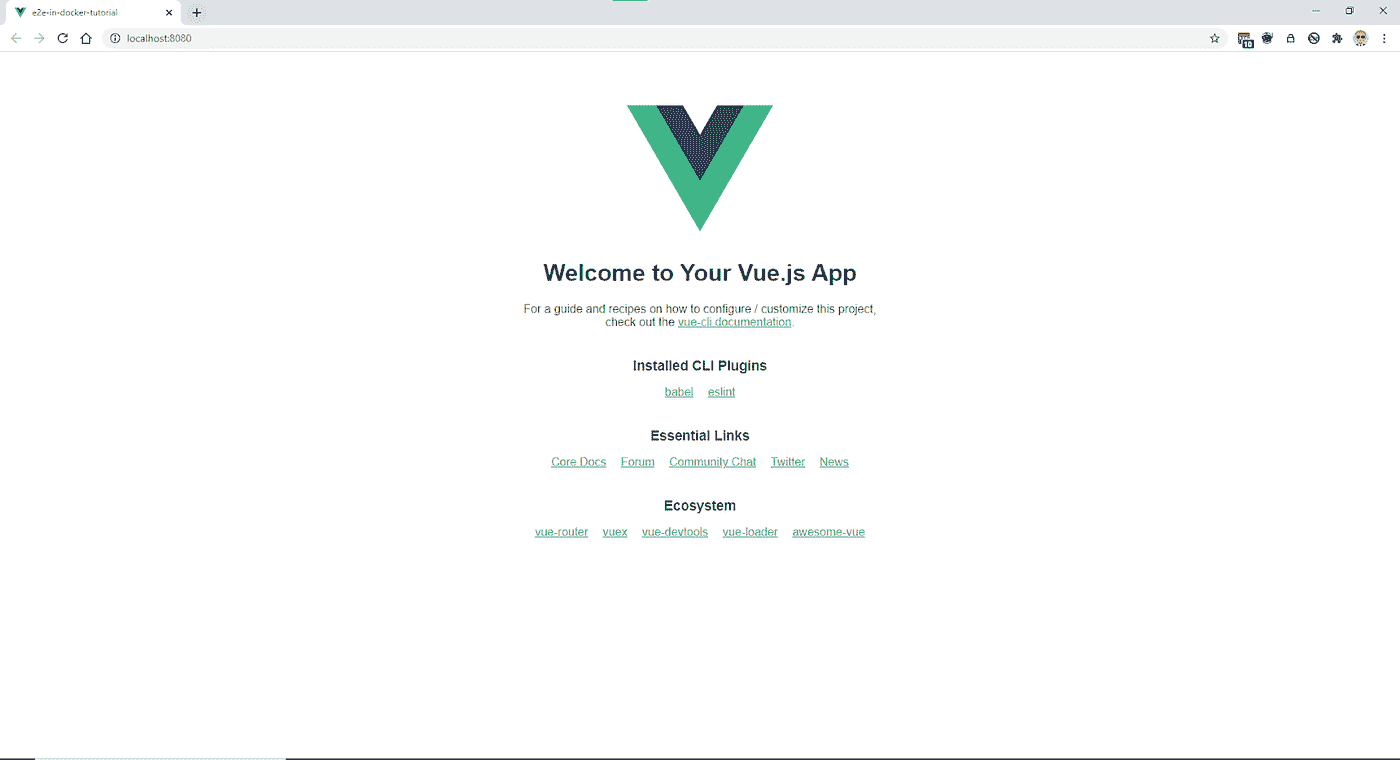 e2e-in-docker-tutorial
localhost:8080
10
Welcome to Your Vue.js App
For a guide and recipes on how to configure / customize this project,
check out the vue-cli documentation.
Installed CLI Plugins
babel eslint
Essential Links
Core Docs Forum Community Chat Twitter News
Ecosystem
vue-router vuex vue-devtools vue-loader awesome-vue